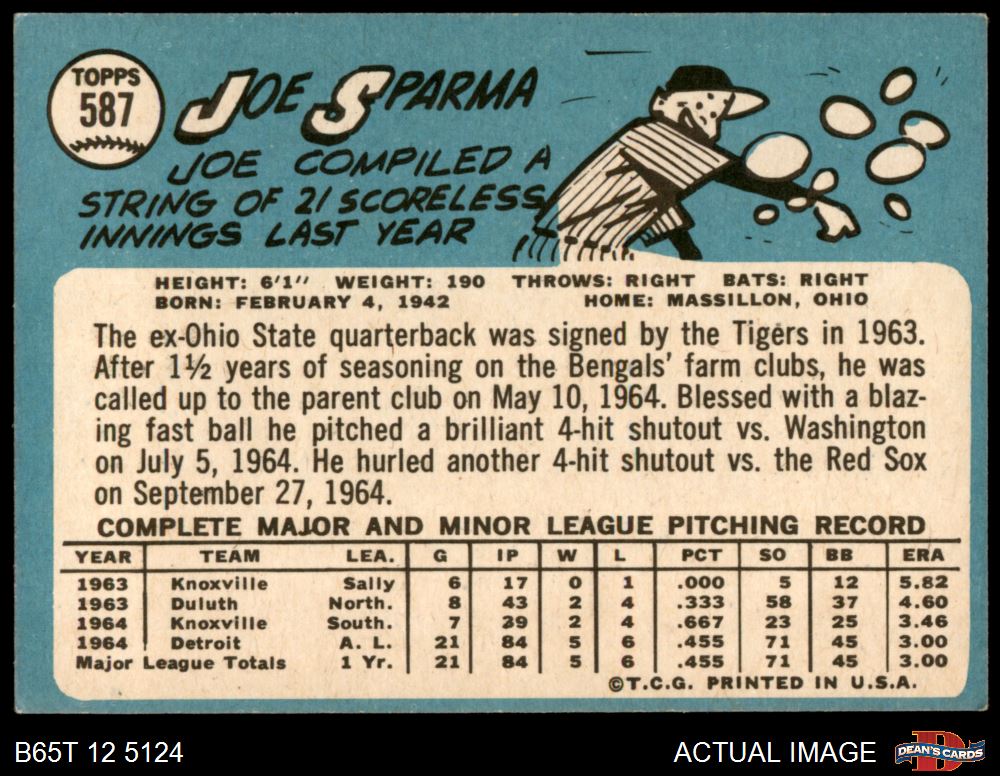 TOPPS
587
JOE SPARMA
JOE COMPILED A
STRING OF 21 SCORELESS
INNINGS LAST YEAR
HEIGHT: 6'1" WEIGHT: 190 THROWS: RIGHT BATS: RIGHT
BORN: FEBRUARY 4, 1942 HOME: MASSILLON, OHIO
The ex-Ohio State quarterback was signed by the Tigers in 1963.
After 1½ years of seasoning on the Bengals' farm clubs, he was
called up to the parent club on May 10, 1964. Blessed with a blaz-
ing fast ball he pitched a brilliant 4-hit shutout vs. Washington
on July 5, 1964. He hurled another 4-hit shutout vs. the Red Sox
on September 27, 1964.
COMPLETE MAJOR AND MINOR LEAGUE PITCHING RECORD
YEAR TEAM LEA. G IP W L PCT SO BB ERA
1963 Knoxville Sally 6 17 0 1 .000 5 12 5.82
1963 Duluth North. 8 43 2 4 .333 58 37 4.60
1964 Knoxville South. 7 39 2 4 .667 23 25 3.46
1964 Detroit A. L. 21 84 5 6 .455 71 45 3.00
Major League Totals 1 Yr. 21 84 5 6 .455 71 45 3.00
©T.C.G. PRINTED IN U.S.A.
B65T 12 5124 ACTUAL IMAGE DEAN'S CARDS